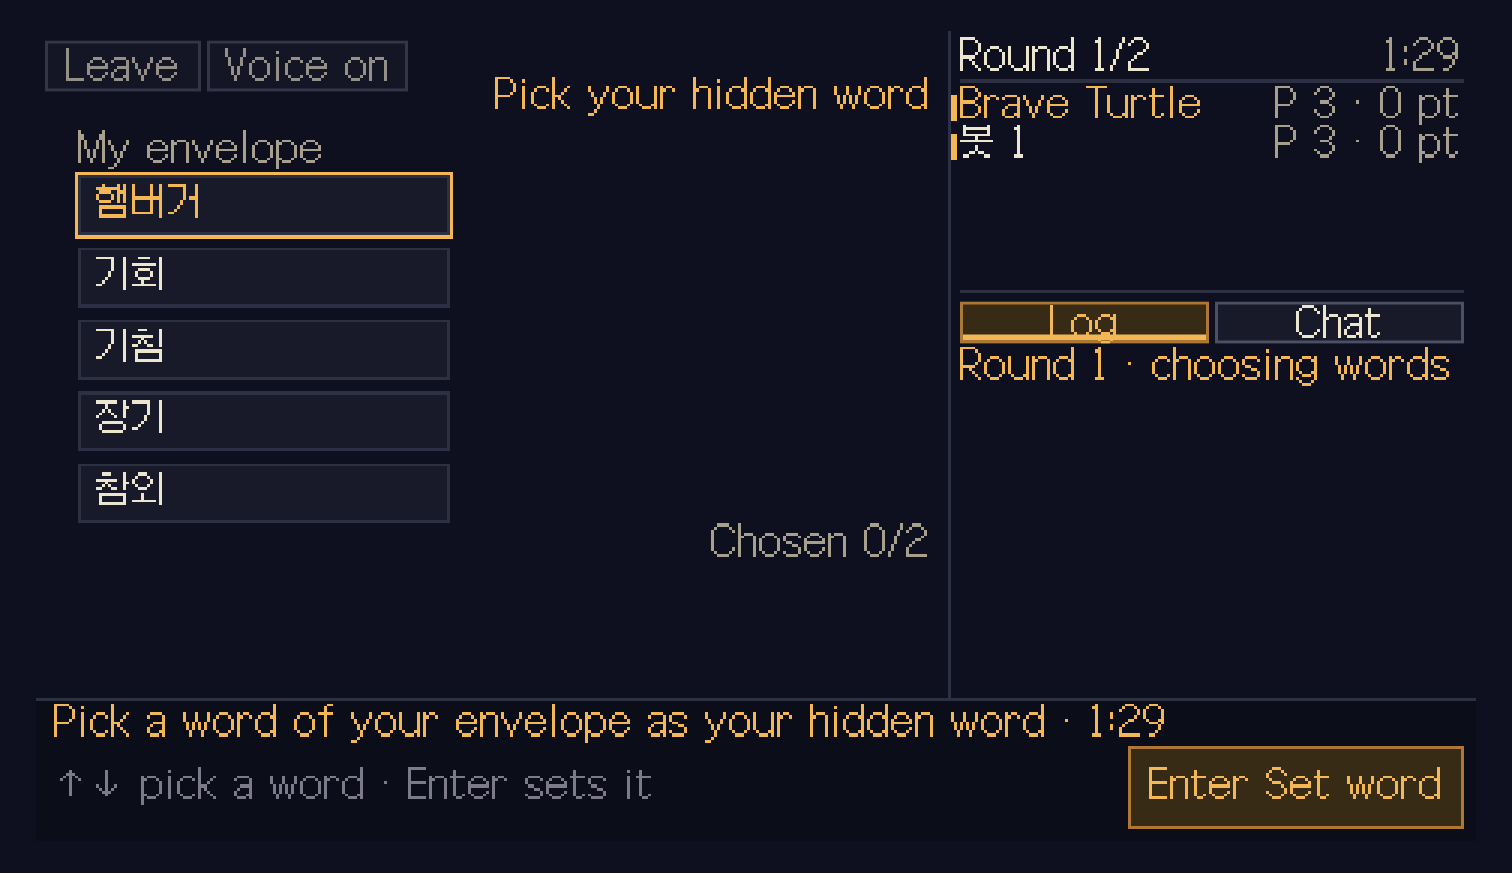 Leave
Voice on
Pick your hidden word
My envelope
햄버거
기회
기침
장기
참외
Chosen 0/2
Round 1/2 1:29
Brave Turtle P 3 · 0 pt
봇 1 P 3 · 0 pt
Log
Chat
Round 1 · choosing words
Pick a word of your envelope as your hidden word · 1:29
↑↓ pick a word · Enter sets it
Enter Set word